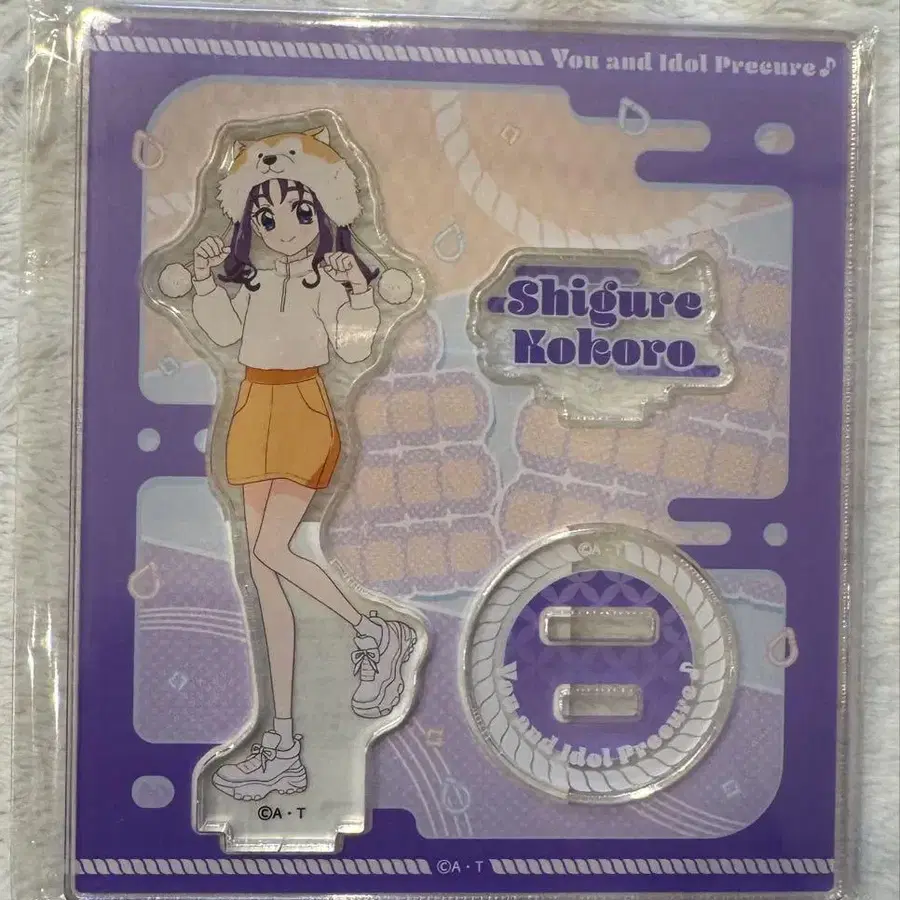 You and Idol Precure♪
Shigure
Kokoro
©A・T
You and Idol Precure♪
©A・T
©A・T